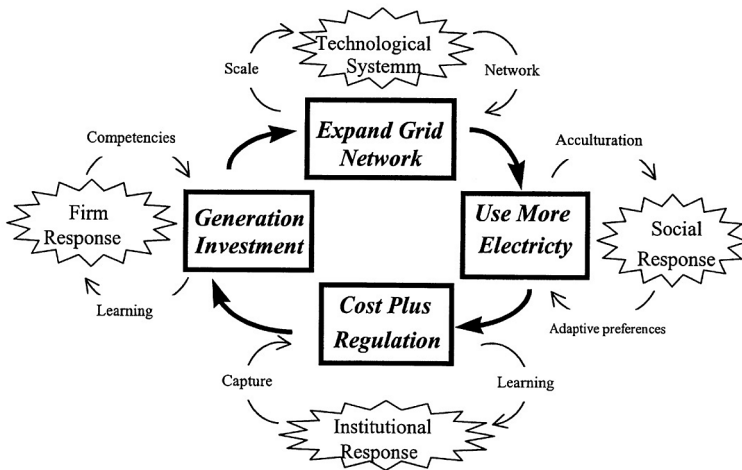 Technological
Systemm
Scale
Network
Expand Grid
Network
Competencies
Acculturation
Firm
Response
Generation
Investment
Use More
Electricty
Social
Response
Learning
Cost Plus
Regulation
Adaptive preferences
Capture
Learning
Institutional
Response